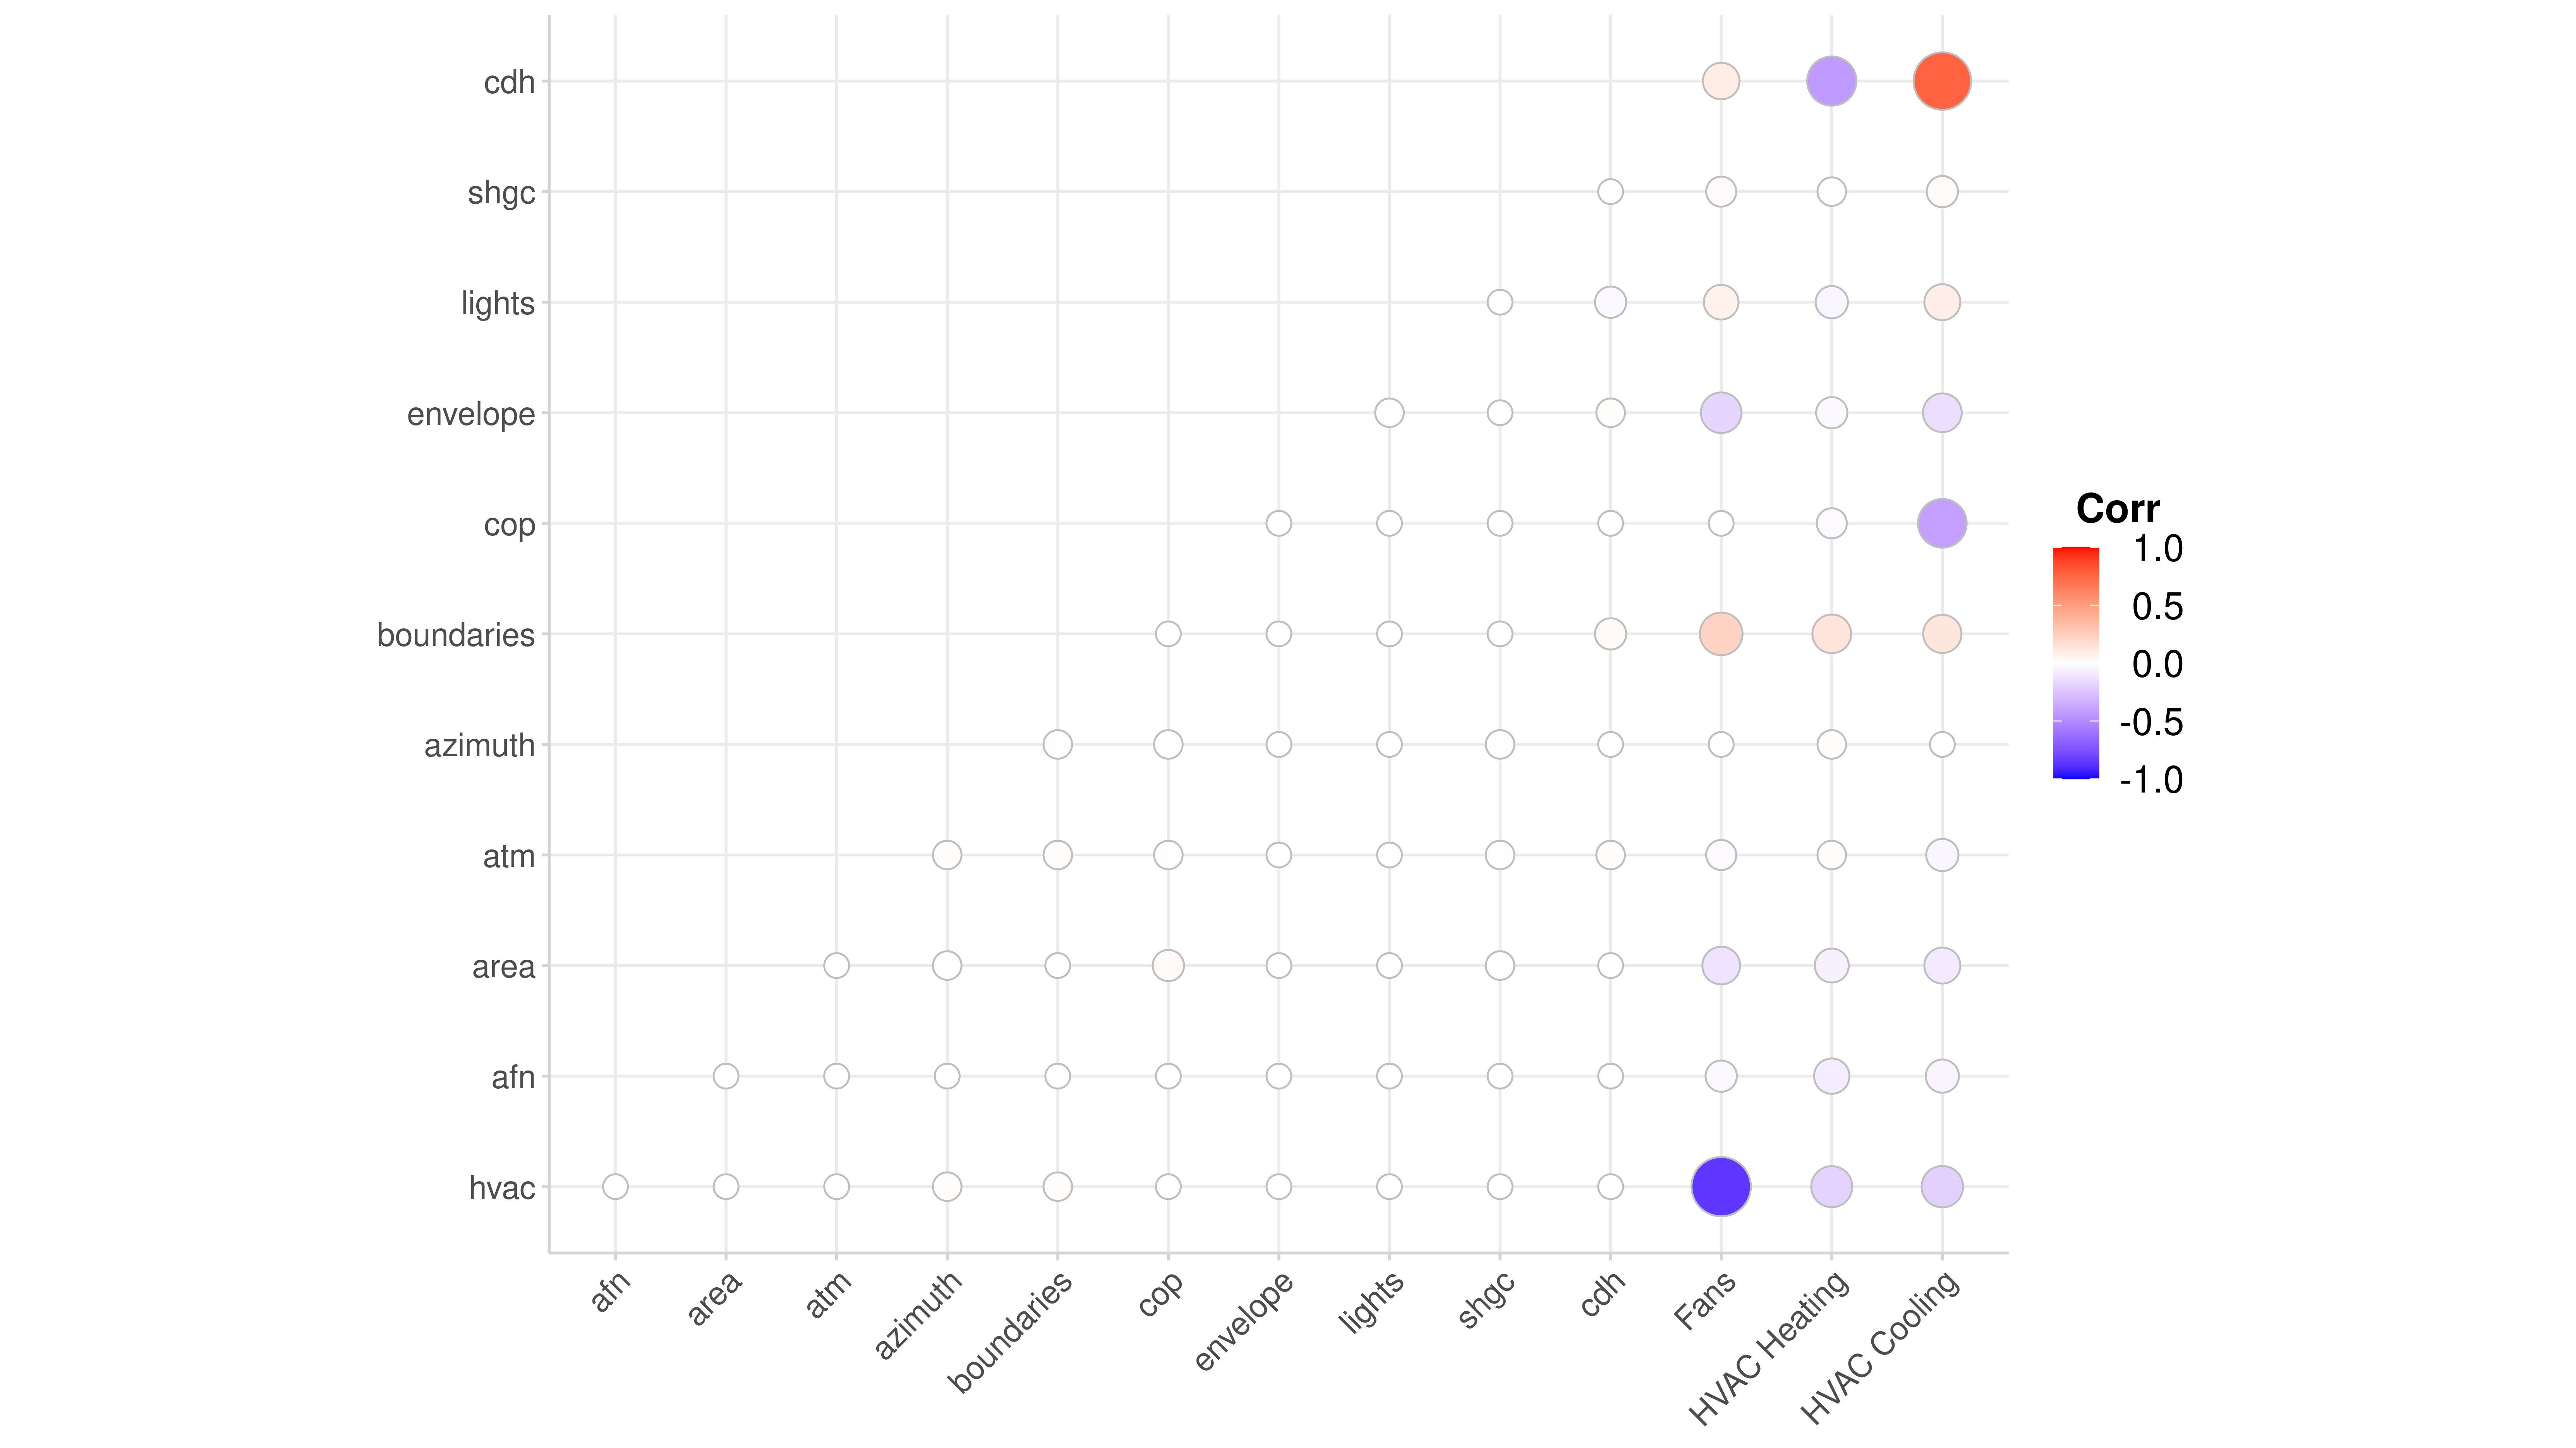 cdh
shgc
lights
envelope
cop
boundaries
azimuth
atm
area
afn
hvac
afn
area
atm
azimuth
boundaries
cop
envelope
lights
shgc
cdh
Fans
HVAC Heating
HVAC Cooling
Corr
1.0
0.5
0.0
-0.5
-1.0